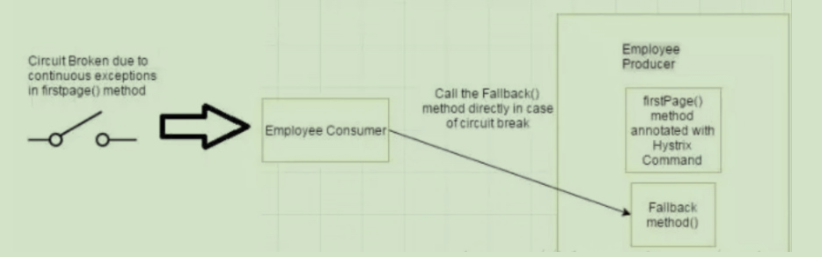 Circuit Broken due to
continuous exceptions
in firstpage() method
Employee Consumer
Call the Fallback()
method directly in case
of circuit break
Employee
Producer
firstPage()
method
annotated with
Hystrix
Command
Fallback
method()